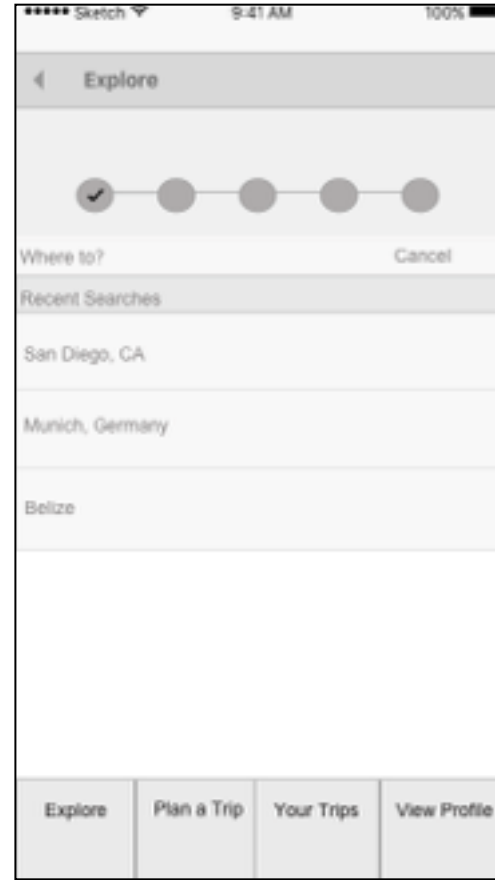 Sketch 9:41 AM 100%
Explore
Where to? Cancel
Recent Searches
San Diego, CA
Munich, Germany
Belize
Explore Plan a Trip Your Trips View Profile